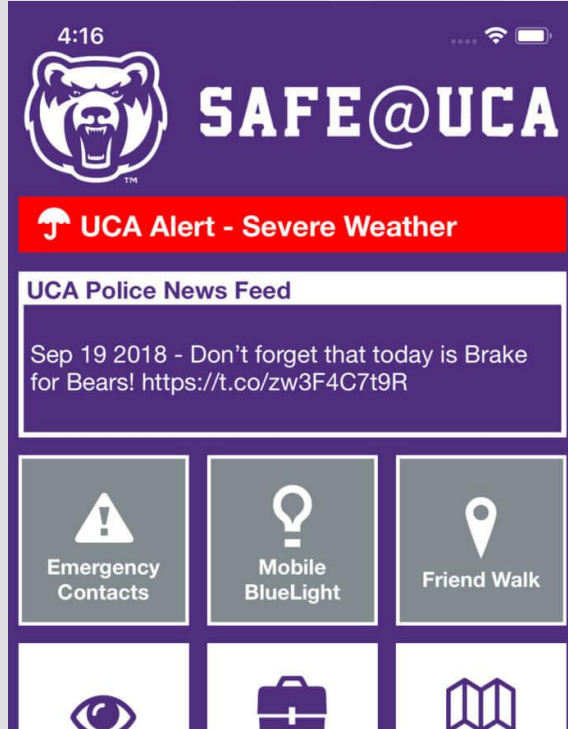 4:16
SAFE@UCA
TM
UCA Alert - Severe Weather
UCA Police News Feed
Sep 19 2018 - Don't forget that today is Brake
for Bears! https://t.co/zw3F4C7t9R
Emergency
Contacts
Mobile
BlueLight
Friend Walk